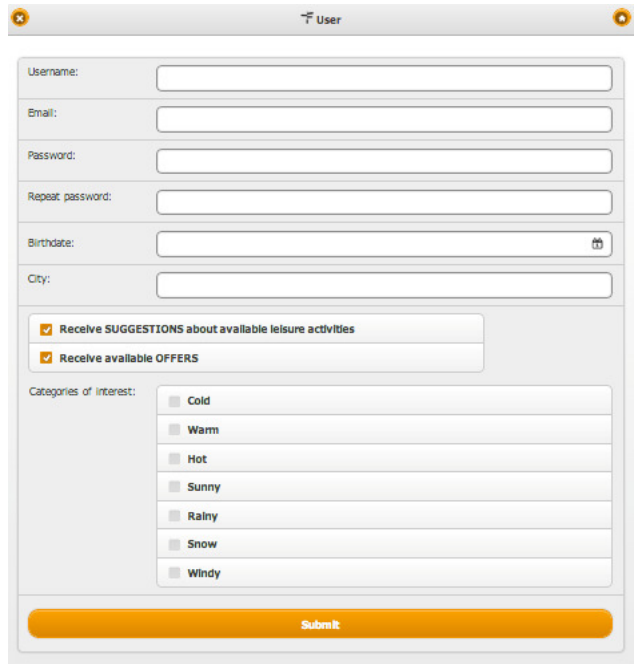 User
Username:
Email:
Password:
Repeat password:
Birthdate:
City:
Receive SUGGESTIONS about available leisure activities
Receive available OFFERS
Categories of interest:
Cold
Warm
Hot
Sunny
Rainy
Snow
Windy
Submit